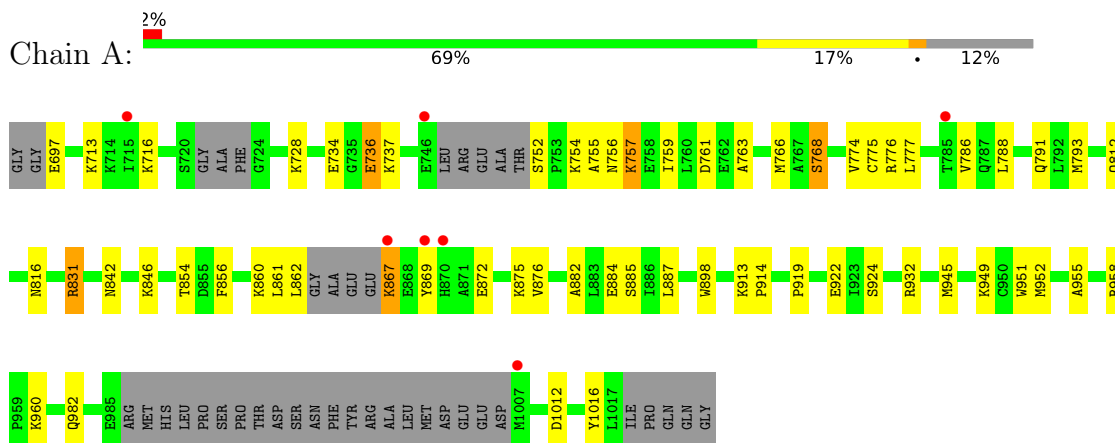 2%
Chain A:
69% 17% • 12%
GLY GLY E697 K713 K714 I715 K716 S720 GLY ALA PHE G724 K728 E734 G735 E736 K737 E746 LEU ARG GLU ALA THR S752 P753 K754 A755 N756 K757 E758 I759 L760 D761 E762 A763 M766 A767 S768 V774 C775 R776 L777 T785 V786 Q787 L788 Q791 L792 M793
N816 R831 N842 K846 T854 D855 F856 K860 L861 L862 GLY ALA GLU GLU K867 E868 Y869 H870 A871 E872 K875 V876 A882 L883 E884 S885 I886 L887 W898 K913 P914 P919 E922 I923 S924 R932 M945 K949 C950 W951 M952 A955
P959 K960 Q982 E985 ARG MET HIS LEU PRO SER PRO THR ASP SER ASN PHE TYR ARG ALA LEU MET ASP GLU GLU ASP M1007 D1012 Y1016 L1017 ILE PRO GLN GLN GLY